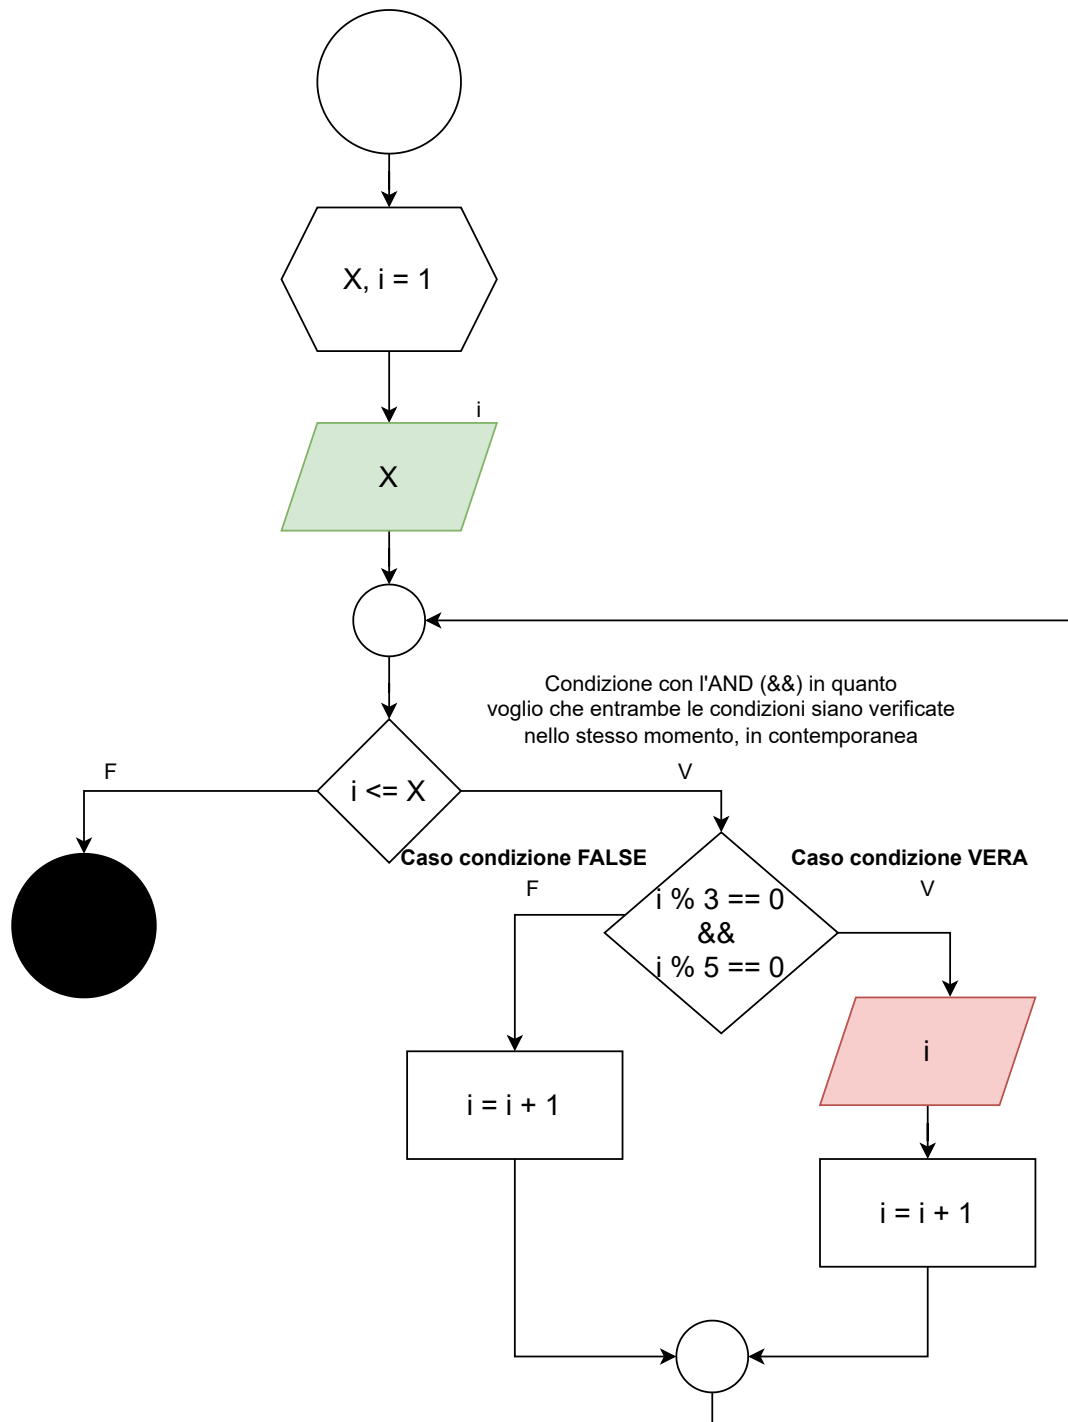 X, i = 1
i
X
Condizione con l'AND (&&) in quanto
voglio che entrambe le condizioni siano verificate
nello stesso momento, in contemporanea
F
i <= X
V
Caso condizione FALSE
F
Caso condizione VERA
V
i % 3 == 0
&&
i % 5 == 0
i
i = i + 1
i = i + 1